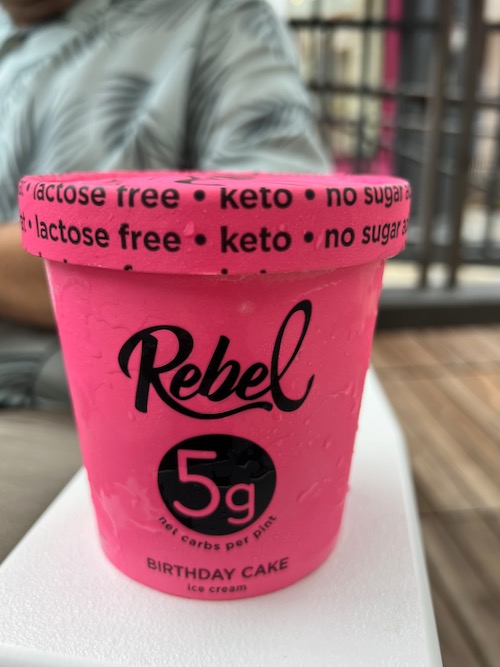 • lactose free • keto • no sugar
• lactose free • keto • no sugar
Rebel
5g
net carbs per pint
BIRTHDAY CAKE
ice cream